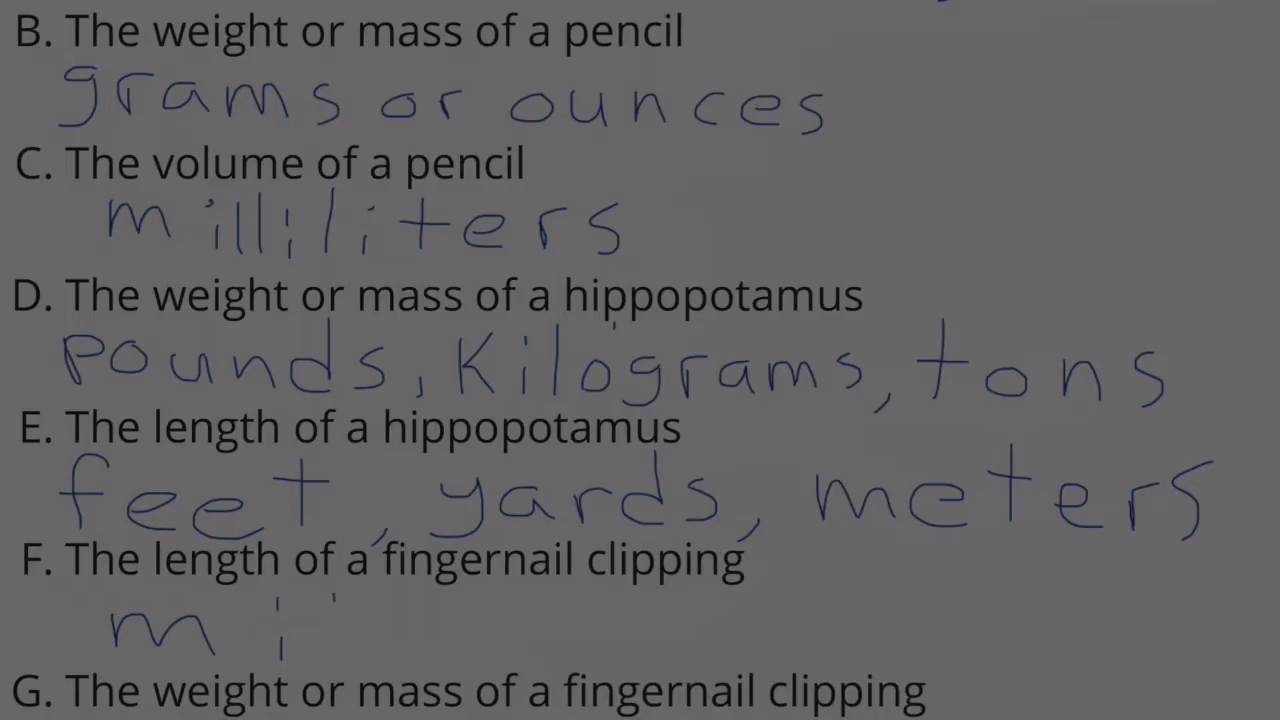 B. The weight or mass of a pencil
grams or ounces
C. The volume of a pencil
milliliters
D. The weight or mass of a hippopotamus
pounds, Kilograms, tons
E. The length of a hippopotamus
feet, yards, meters
F. The length of a fingernail clipping
mi
G. The weight or mass of a fingernail clipping